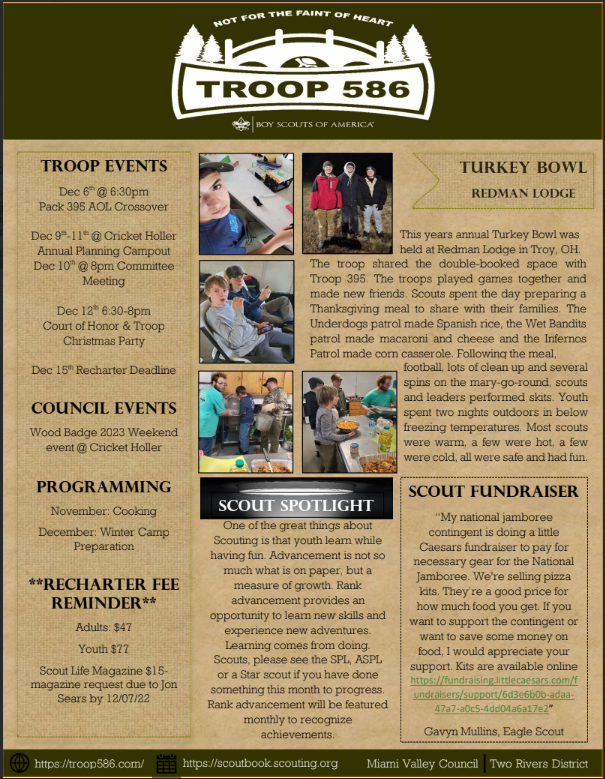 NOT FOR THE FAINT OF HEART
TROOP 586
BOY SCOUTS OF AMERICA
TROOP EVENTS
Dec 6th @ 6:30pm
Pack 395 AOL Crossover
Dec 9th-11th @ Cricket Holler
Annual Planning Campout
Dec 10th @ 8pm Committee
Meeting
Dec 12th 6:30-8pm
Court of Honor & Troop
Christmas Party
Dec 15th Recharter Deadline
COUNCIL EVENTS
Wood Badge 2023 Weekend
event @ Cricket Holler
PROGRAMMING
November: Cooking
December: Winter Camp
Preparation
**RECHARTER FEE
REMINDER**
Adults: $47
Youth $77
Scout Life Magazine $15-
magazine request due to Jon
Sears by 12/07/22
TURKEY BOWL
REDMAN LODGE
This years annual Turkey Bowl was
held at Redman Lodge in Troy, OH.
The troop shared the double-booked space with
Troop 395. The troops played games together and
made new friends. Scouts spent the day preparing a
Thanksgiving meal to share with their families. The
Underdogs patrol made Spanish rice, the Wet Bandits
patrol made macaroni and cheese and the Infernos
Patrol made corn casserole. Following the meal,
football, lots of clean up and several
spins on the mary-go-round, scouts
and leaders performed skits. Youth
spent two nights outdoors in below
freezing temperatures. Most scouts
were warm, a few were hot, a few
were cold, all were safe and had fun.
SCOUT SPOTLIGHT
One of the great things about
Scouting is that youth learn while
having fun. Advancement is not so
much what is on paper, but a
measure of growth. Rank
advancement provides an
opportunity to learn new skills and
experience new adventures.
Learning comes from doing.
Scouts, please see the SPL, ASPL
or a Star scout if you have done
something this month to progress.
Rank advancement will be featured
monthly to recognize
achievements.
SCOUT FUNDRAISER
"My national jamboree
contingent is doing a little
Caesars fundraiser to pay for
necessary gear for the National
Jamboree. We're selling pizza
kits. They're a good price for
how much food you get. If you
want to support the contingent or
want to save some money on
food, I would appreciate your
support. Kits are available online
https://fundraising.littlecaesars.com/f
undraisers/support/6d3e6b0b-adaa-
47a7-a0c5-4dd04a6a17e2"
Gavyn Mullins, Eagle Scout
https://troop586.com/
https://scoutbook.scouting.org
Miami Valley Council | Two Rivers District